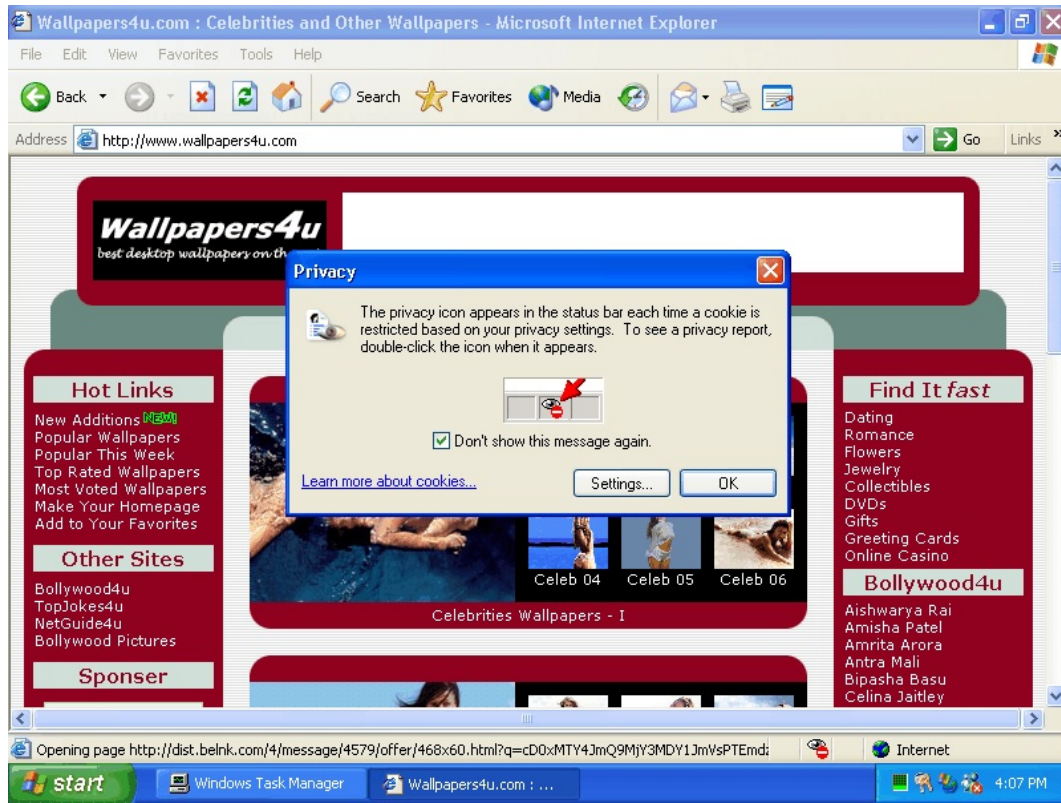 Wallpapers4u.com : Celebrities and Other Wallpapers - Microsoft Internet Explorer
File Edit View Favorites Tools Help
Back Search Favorites Media
Address http://www.wallpapers4u.com Go Links »
Wallpapers4u
best desktop wallpapers on th
Privacy
The privacy icon appears in the status bar each time a cookie is
restricted based on your privacy settings. To see a privacy report,
double-click the icon when it appears.
Don't show this message again.
Learn more about cookies...
Settings... OK
Hot Links
New Additions NEW!
Popular Wallpapers
Popular This Week
Top Rated Wallpapers
Most Voted Wallpapers
Make Your Homepage
Add to Your Favorites
Other Sites
Bollywood4u
TopJokes4u
NetGuide4u
Bollywood Pictures
Sponser
Celeb 04 Celeb 05 Celeb 06
Celebrities Wallpapers - I
Find It fast
Dating
Romance
Flowers
Jewelry
Collectibles
DVDs
Gifts
Greeting Cards
Online Casino
Bollywood4u
Aishwarya Rai
Amisha Patel
Amrita Arora
Antra Mali
Bipasha Basu
Celina Jaitley
Opening page http://dist.belnk.com/4/message/4579/offer/468x60.html?q=cD0xMTY4JmQ9MjY3MDY1JmVsPTEmd Internet
start Windows Task Manager Wallpapers4u.com : ... 4:07 PM